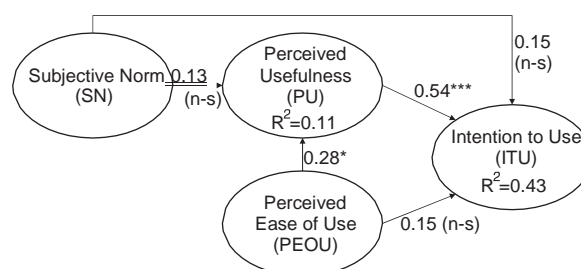 Subjective Norm
(SN)
0.13
(n-s)
Perceived
Usefulness
(PU)
R²=0.11
0.15
(n-s)
0.54***
Intention to Use
(ITU)
R²=0.43
0.28*
Perceived
Ease of Use
(PEOU)
0.15 (n-s)